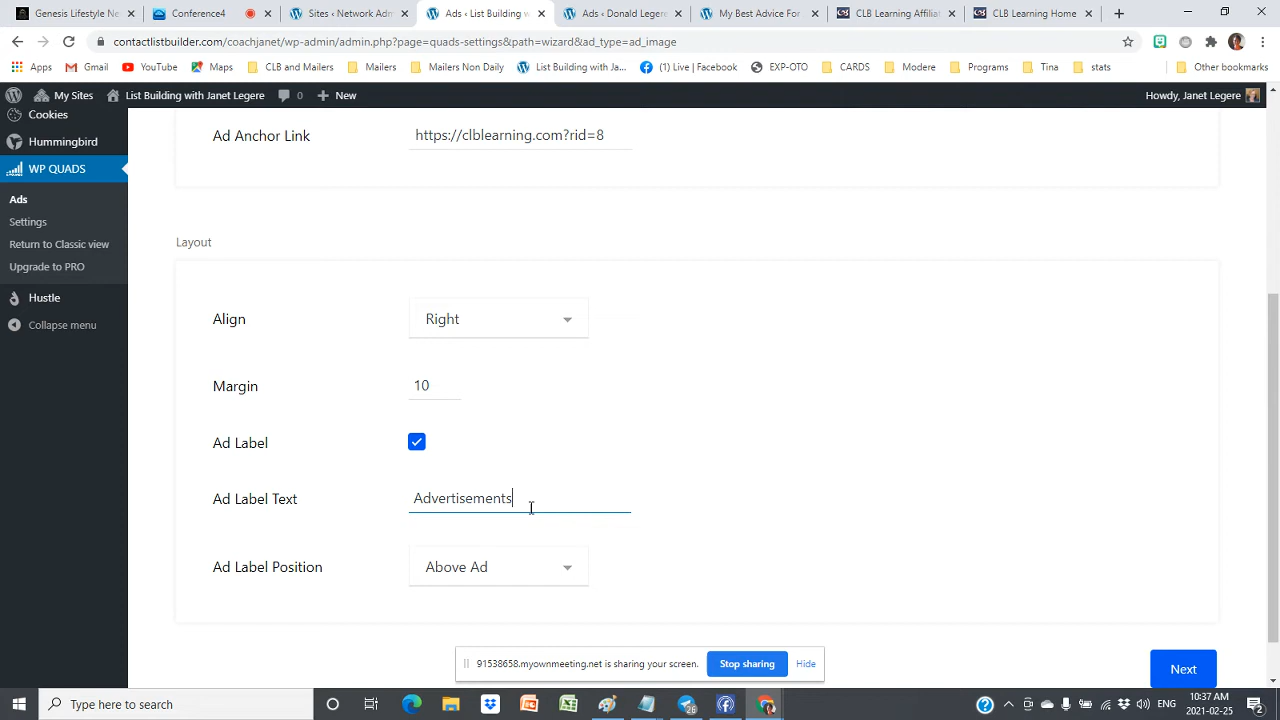 Genesis Lifestyle Ne
Conference4
Sites ‹ Network Adm
Ads ‹ List Building w
Ads ‹ Donald Legere
My Best Advice Fo
CLB Learning Affiliat
CLB Learning Home
contactlistbuilder.com/coachjanet/wp-admin/admin.php?page=quads-settings&path=wizard&ad_type=ad_image
Apps Gmail YouTube Maps CLB and Mailers Mailers Mailers Non Daily List Building with Ja... (1) Live | Facebook EXP-OTO CARDS Modere Programs Tina stats Other bookmarks
My Sites List Building with Janet Legere 0 New Howdy, Janet Legere
Cookies
Hummingbird
WP QUADS
Ads
Settings
Return to Classic view
Upgrade to PRO
Hustle
Collapse menu
Ad Anchor Link https://clblearning.com?rid=8
Layout
Align Right
Margin 10
Ad Label
Ad Label Text Advertisements
Ad Label Position Above Ad
91538658.myownmeeting.net is sharing your screen. Stop sharing Hide
Next
Type here to search
26
ENG
10:37 AM
2021-02-25